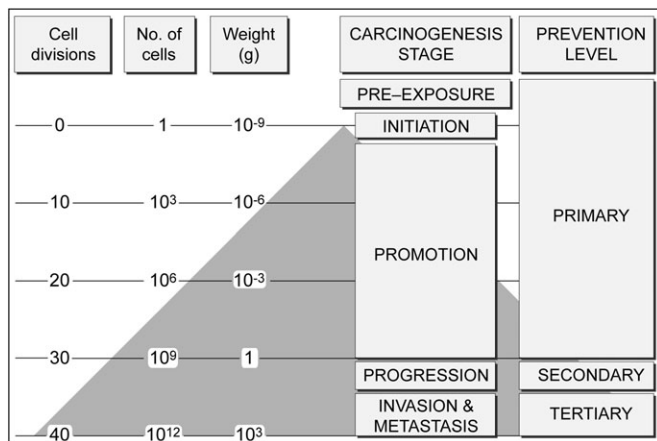 Cell divisions
No. of cells
Weight (g)
CARCINOGENESIS STAGE
PREVENTION LEVEL
PRE–EXPOSURE
0 1 10⁻⁹ INITIATION
10 10³ 10⁻⁶
PRIMARY
PROMOTION
20 10⁶ 10⁻³
30 10⁹ 1
PROGRESSION SECONDARY
INVASION & METASTASIS
TERTIARY
40 10¹² 10³